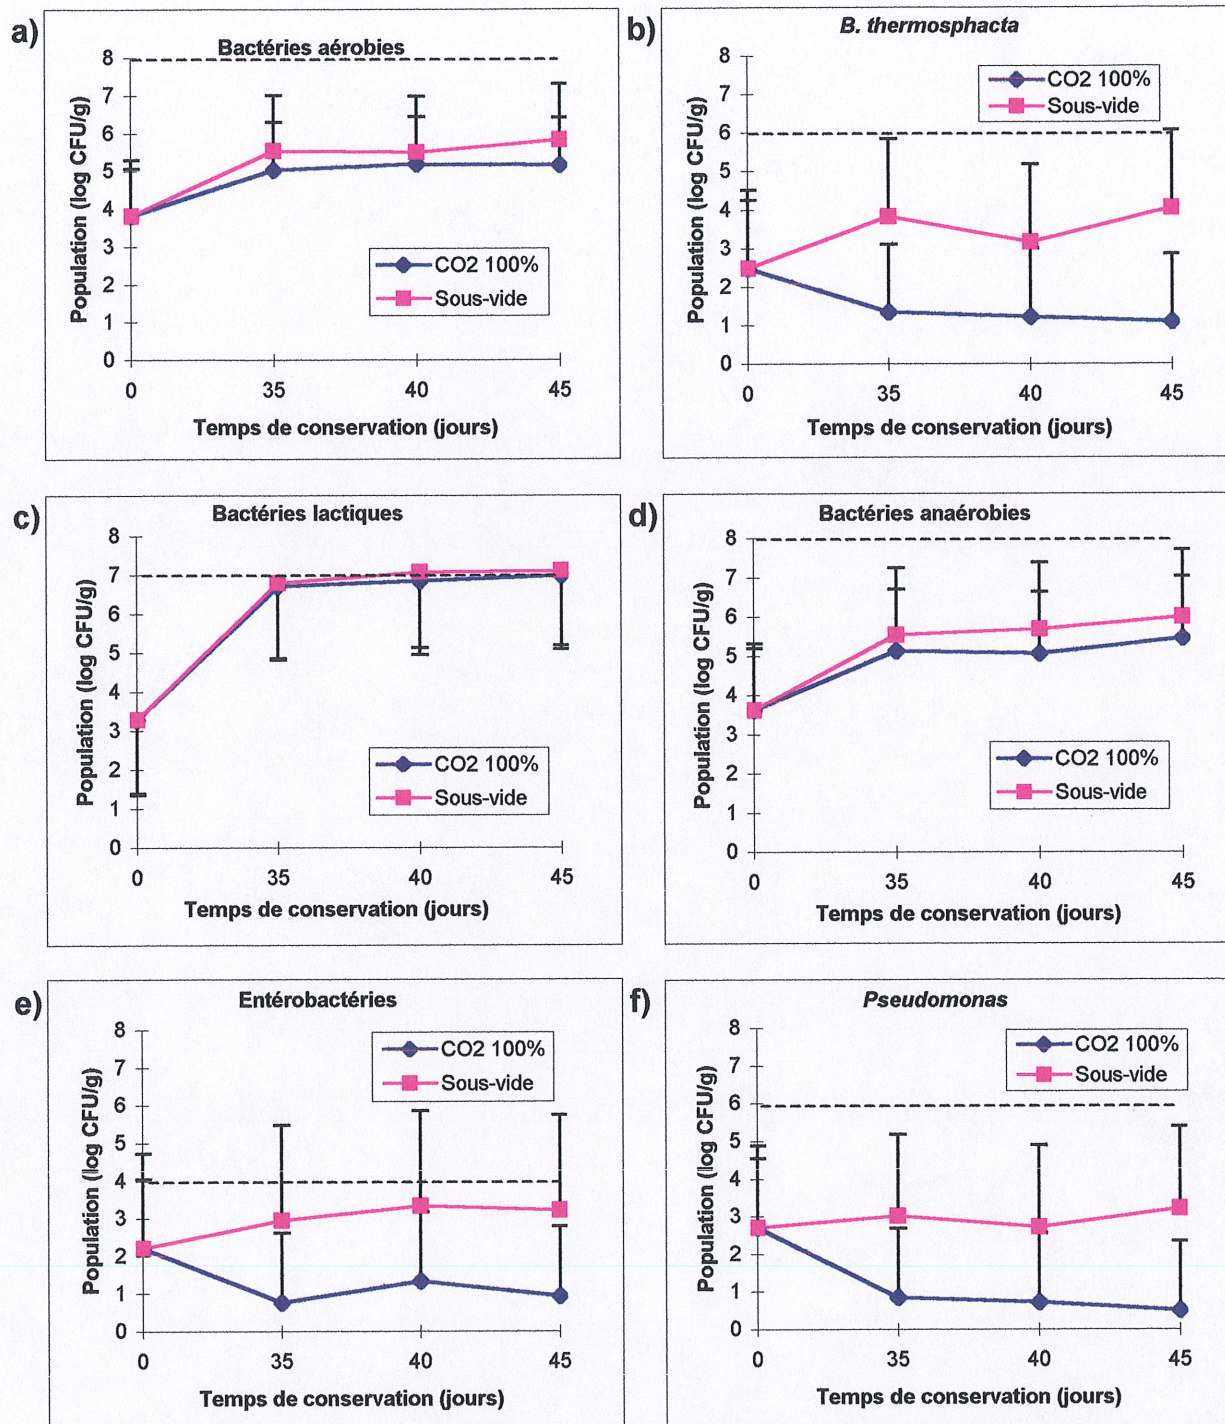 a)
Bactéries aérobies
Population (log CFU/g)
8
7
6
5
4
3
2
1
0
CO2 100%
Sous-vide
0 35 40 45
Temps de conservation (jours)
b)
B. thermosphacta
Population (log CFU/g)
8
7
6
5
4
3
2
1
0
CO2 100%
Sous-vide
0 35 40 45
Temps de conservation (jours)
c)
Bactéries lactiques
Population (log CFU/g)
8
7
6
5
4
3
2
1
0
CO2 100%
Sous-vide
0 35 40 45
Temps de conservation (jours)
d)
Bactéries anaérobies
Population (log CFU/g)
8
7
6
5
4
3
2
1
0
CO2 100%
Sous-vide
0 35 40 45
Temps de conservation (jours)
e)
Entérobactéries
Population (log CFU/g)
8
7
6
5
4
3
2
1
0
CO2 100%
Sous-vide
0 35 40 45
Temps de conservation (jours)
f)
Pseudomonas
Population (log CFU/g)
8
7
6
5
4
3
2
1
0
CO2 100%
Sous-vide
0 35 40 45
Temps de conservation (jours)